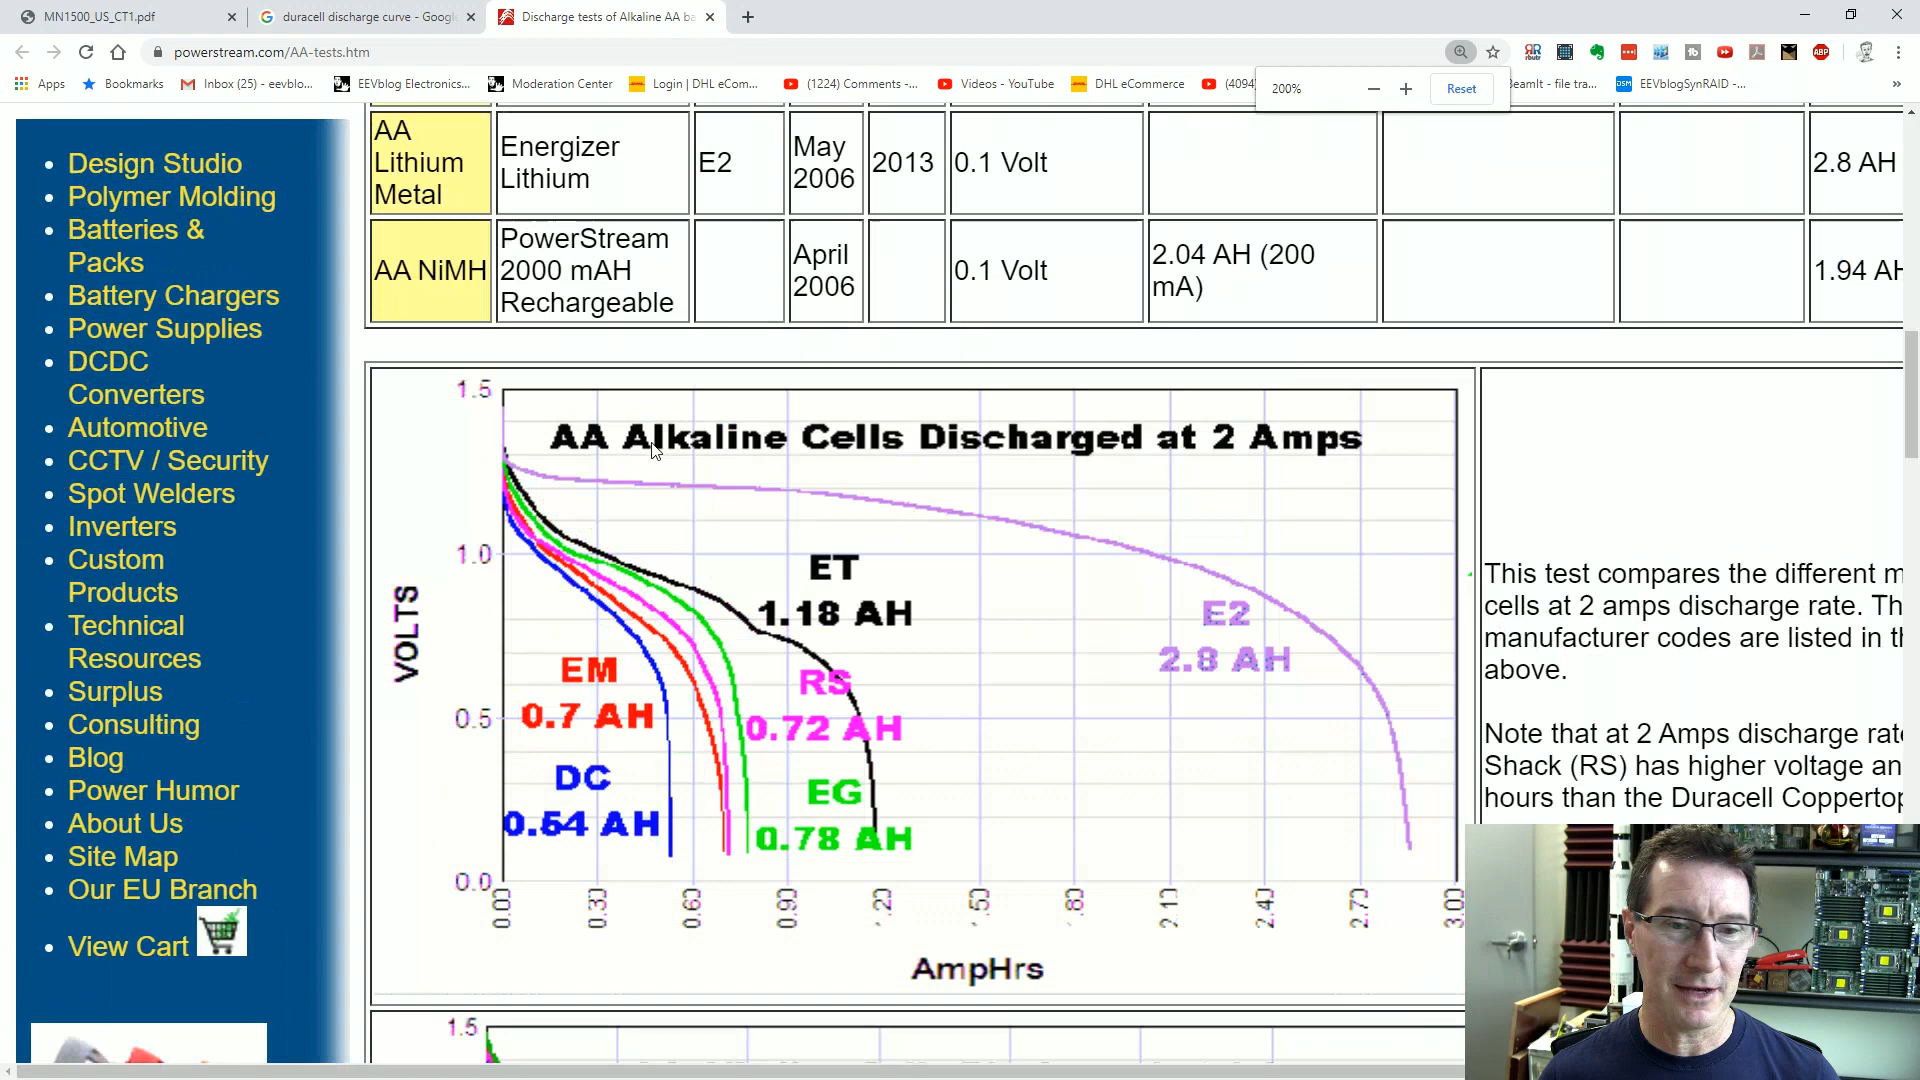 MN1500_US_CT1.pdf
duracell discharge curve - Google
Discharge tests of Alkaline AA ba
powerstream.com/AA-tests.htm
Apps
Bookmarks
Inbox (25) - eevblo...
EEVblog Electronics...
Moderation Center
Login | DHL eCom...
(1224) Comments -...
Videos - YouTube
DHL eCommerce
(4094)
BeamIt - file tra...
EEVblogSynRAID -...
200%
Reset
Design Studio
Polymer Molding
Batteries &
Packs
Battery Chargers
Power Supplies
DCDC
Converters
Automotive
CCTV / Security
Spot Welders
Inverters
Custom
Products
Technical
Resources
Surplus
Consulting
Blog
Power Humor
About Us
Site Map
Our EU Branch
View Cart
AA
Lithium
Metal
Energizer
Lithium
E2
May
2006
2013
0.1 Volt
2.8 AH
AA NiMH
PowerStream
2000 mAH
Rechargeable
April
2006
0.1 Volt
2.04 AH (200
mA)
1.94 AH
AA Alkaline Cells Discharged at 2 Amps
1.5
1.0
0.5
0.0
VOLTS
ET
1.18 AH
E2
2.8 AH
EM
0.7 AH
RS
0.72 AH
DC
0.54 AH
EG
0.78 AH
0.00
0.30
0.60
0.90
.20
.50
.80
2.10
2.40
2.70
3.00
AmpHrs
This test compares the different m
cells at 2 amps discharge rate. Th
manufacturer codes are listed in th
above.
Note that at 2 Amps discharge rate
Shack (RS) has higher voltage an
hours than the Duracell Coppertop
1.5